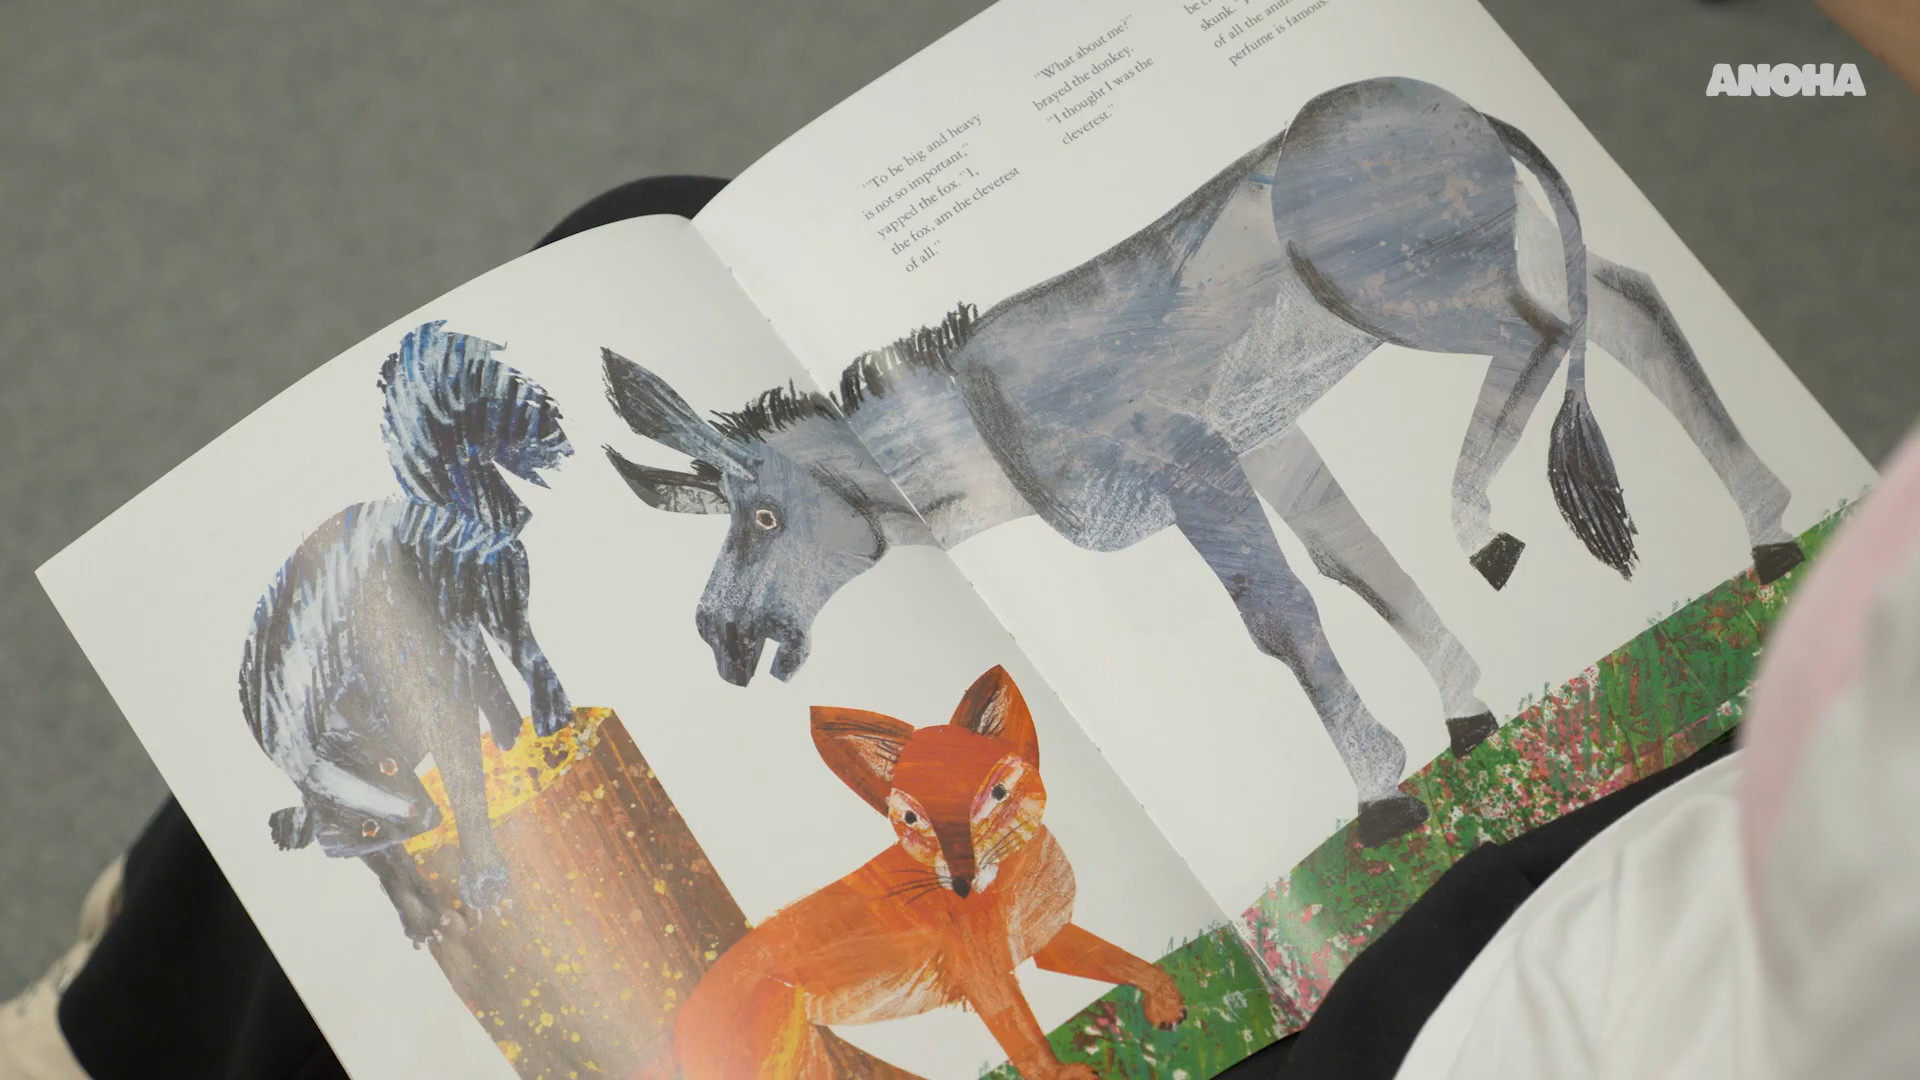 "To be big and heavy
is not so important,"
yapped the fox. "I,
the fox, am the cleverest
of all."
"What about me?"
brayed the donkey.
"I thought I was the
cleverest."
skunk.
of all the
perfume is famous.
ANOHA